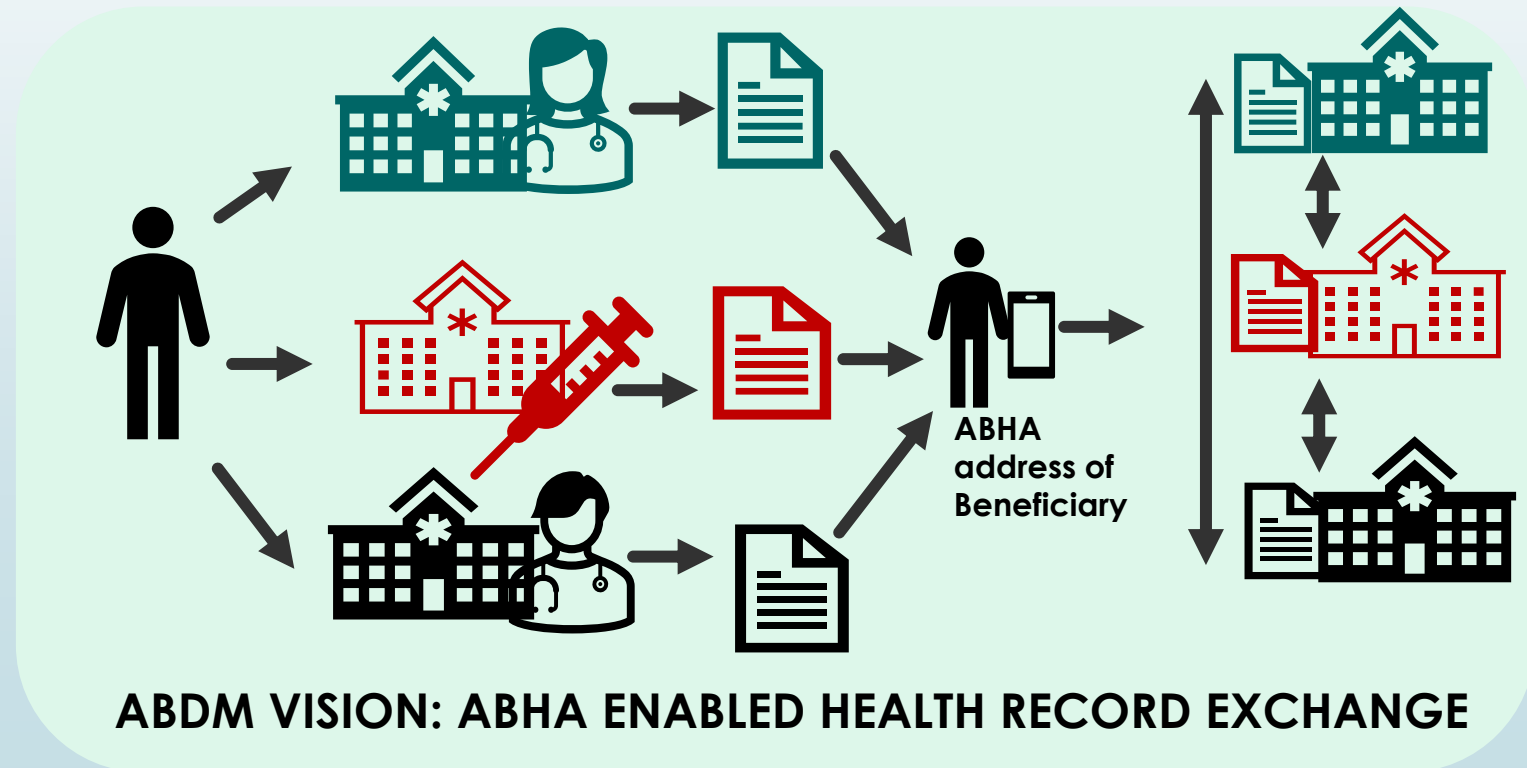 ABHA
address of
Beneficiary
ABDM VISION: ABHA ENABLED HEALTH RECORD EXCHANGE